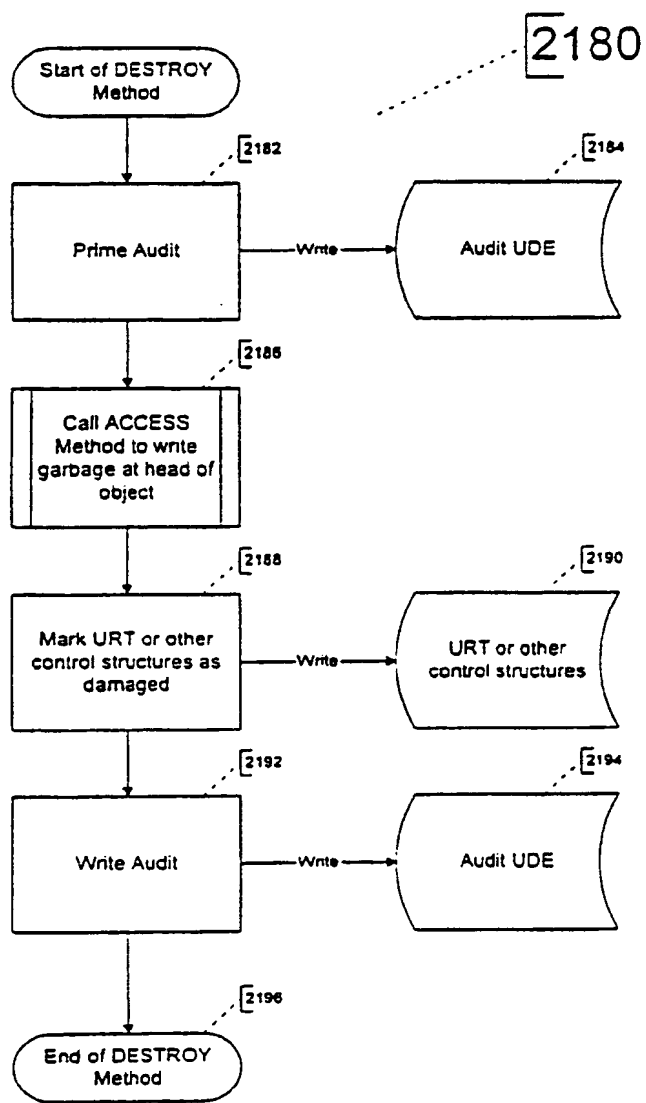 2180
Start of DESTROY
Method
2182
Prime Audit
Write
2184
Audit UDE
2186
Call ACCESS
Method to write
garbage at head of
object
2188
Mark URT or other
control structures as
damaged
Write
2190
URT or other
control structures
2192
Write Audit
Write
2194
Audit UDE
2196
End of DESTROY
Method